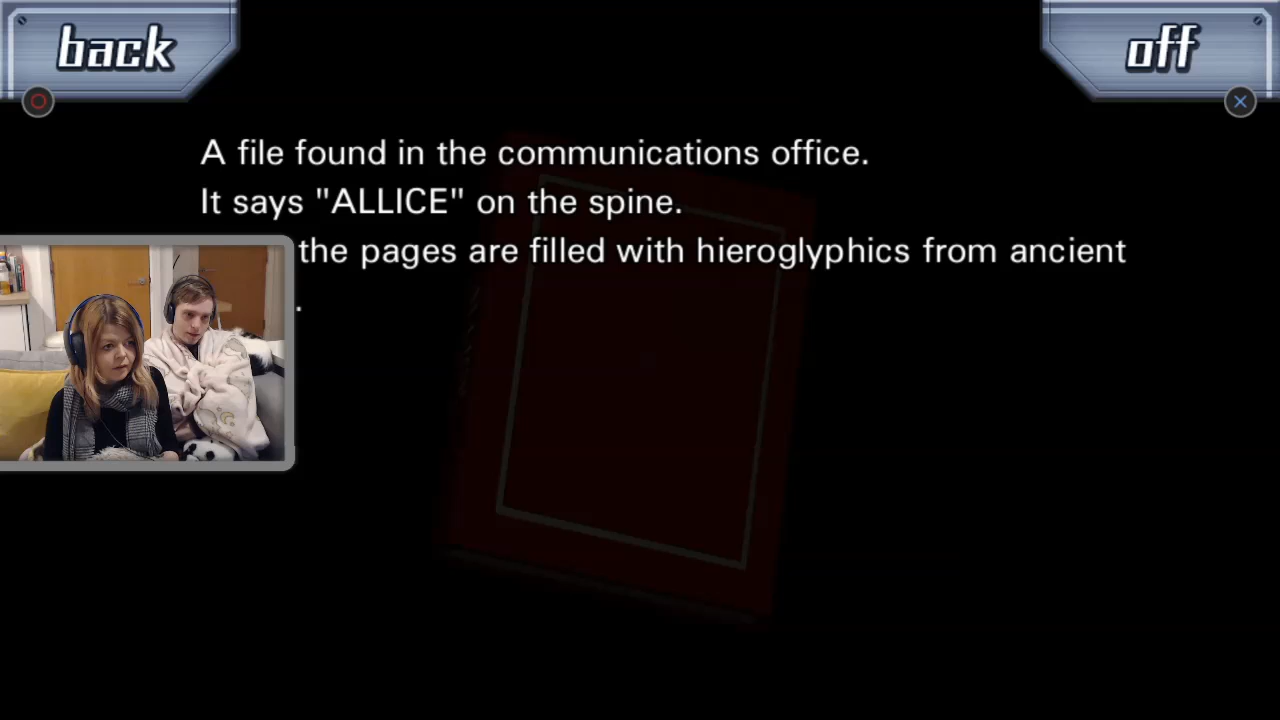 back
off
A file found in the communications office.
It says "ALLICE" on the spine.
the pages are filled with hieroglyphics from ancient
.